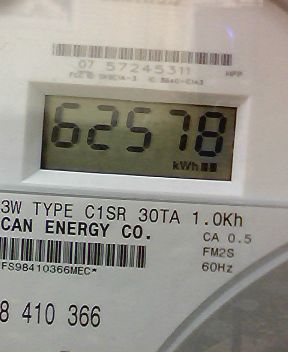 07 57245311
62578
kWh
3W TYPE C1SR 30TA 1.0Kh
CAN ENERGY CO.
CA 0.5
FM2S
FS98410366MEC*
60Hz
8 410 366